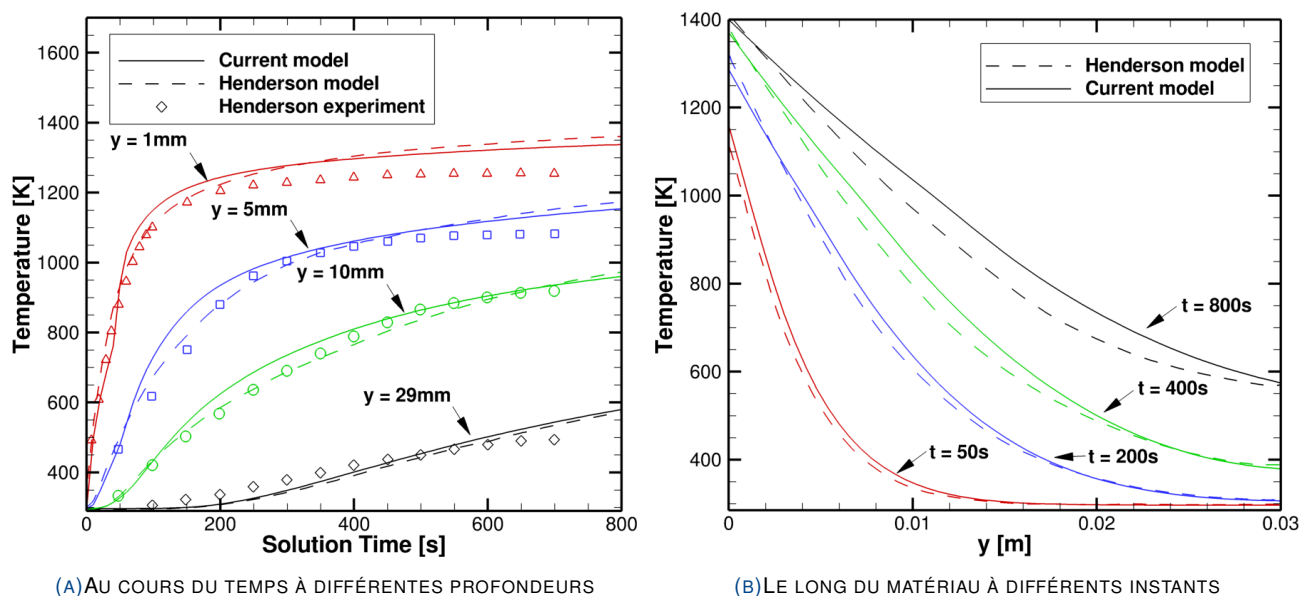 1600
1400
1200
1000
800
600
400
Temperature [K]
Current model
Henderson model
Henderson experiment
y = 1mm
y = 5mm
y = 10mm
y = 29mm
0 200 400 600 800
Solution Time [s]
(A) AU COURS DU TEMPS À DIFFÉRENTES PROFONDEURS
1400
1200
1000
800
600
400
Temperature [K]
Henderson model
Current model
t = 800s
t = 400s
t = 200s
t = 50s
0 0.01 0.02 0.03
y [m]
(B) LE LONG DU MATÉRIAU À DIFFÉRENTS INSTANTS